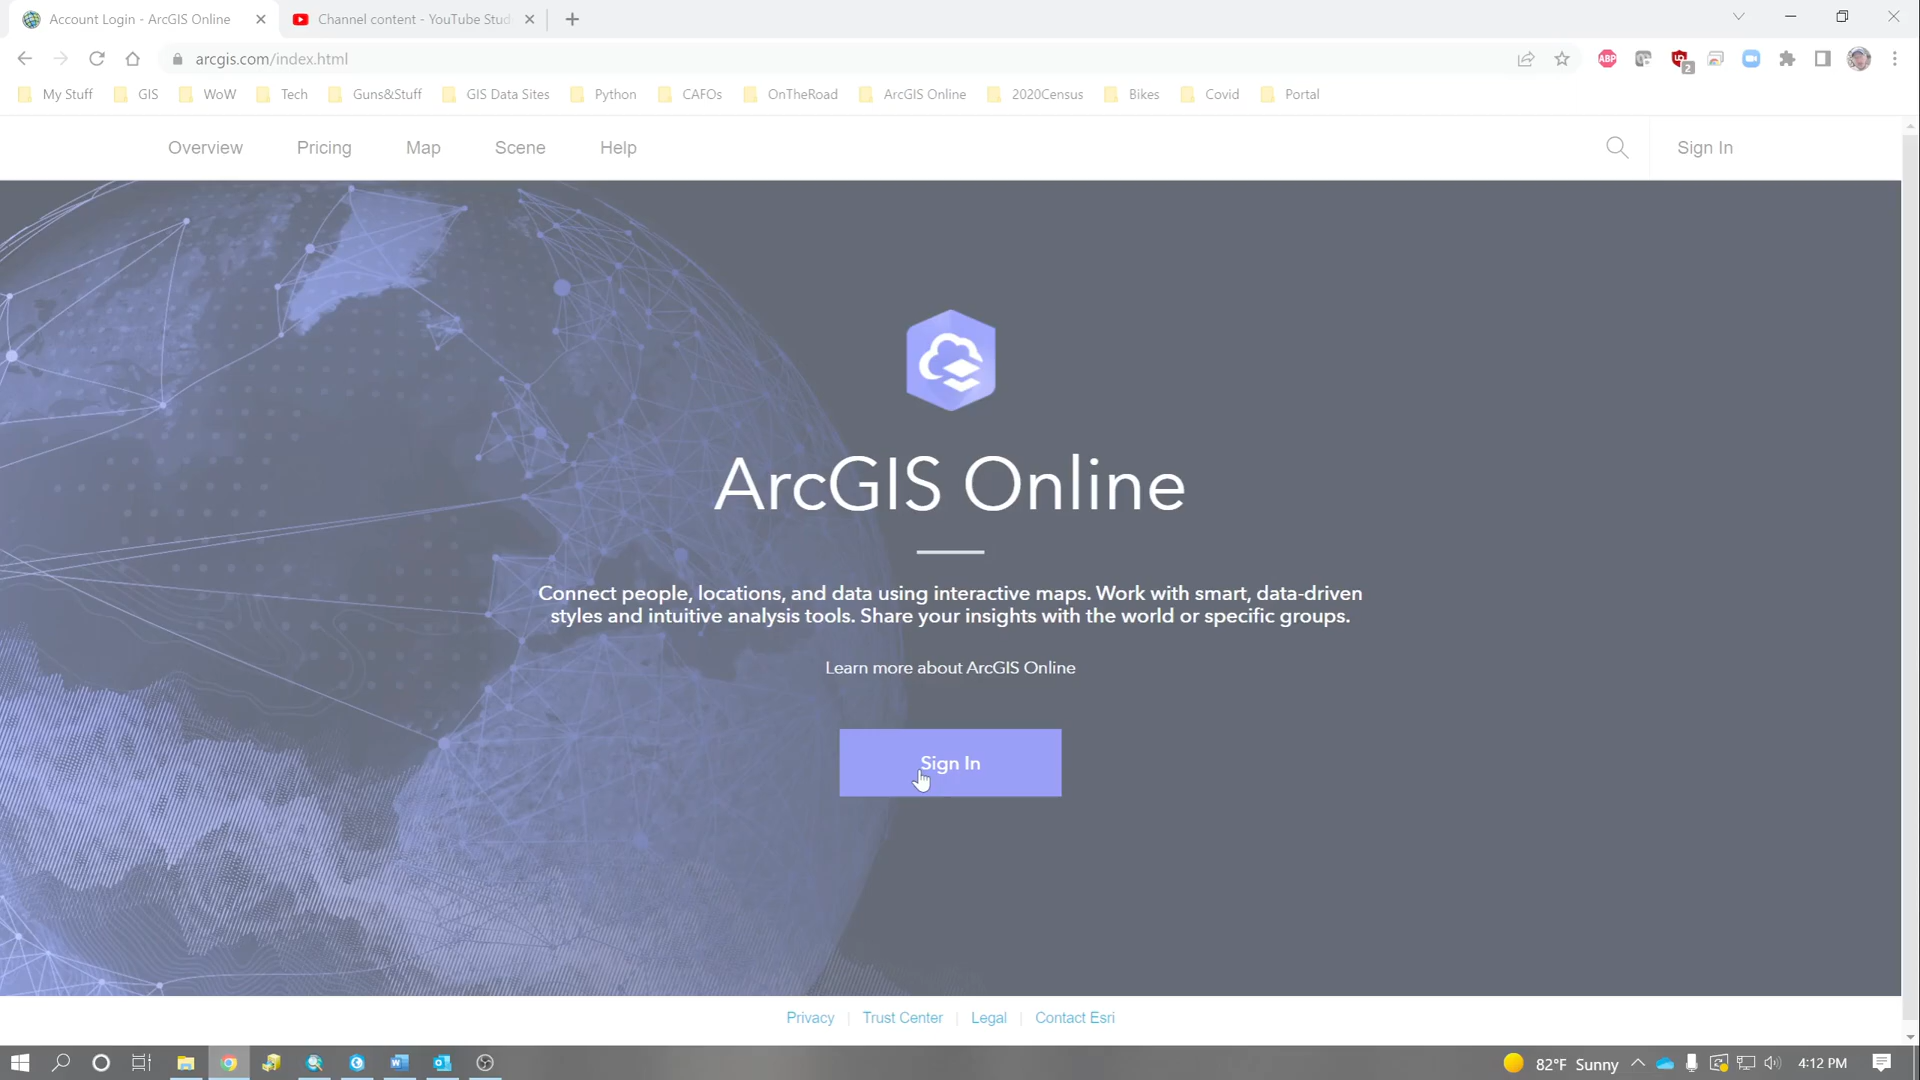 Account Login - ArcGIS Online
Channel content - YouTube Stud
arcgis.com/index.html
ABP
2
My Stuff
GIS
WoW
Tech
Guns&Stuff
GIS Data Sites
Python
CAFOs
OnTheRoad
ArcGIS Online
2020Census
Bikes
Covid
Portal
Overview
Pricing
Map
Scene
Help
Sign In
ArcGIS Online
Connect people, locations, and data using interactive maps. Work with smart, data-driven
styles and intuitive analysis tools. Share your insights with the world or specific groups.
Learn more about ArcGIS Online
Sign In
Privacy
Trust Center
Legal
Contact Esri
82°F Sunny
4:12 PM